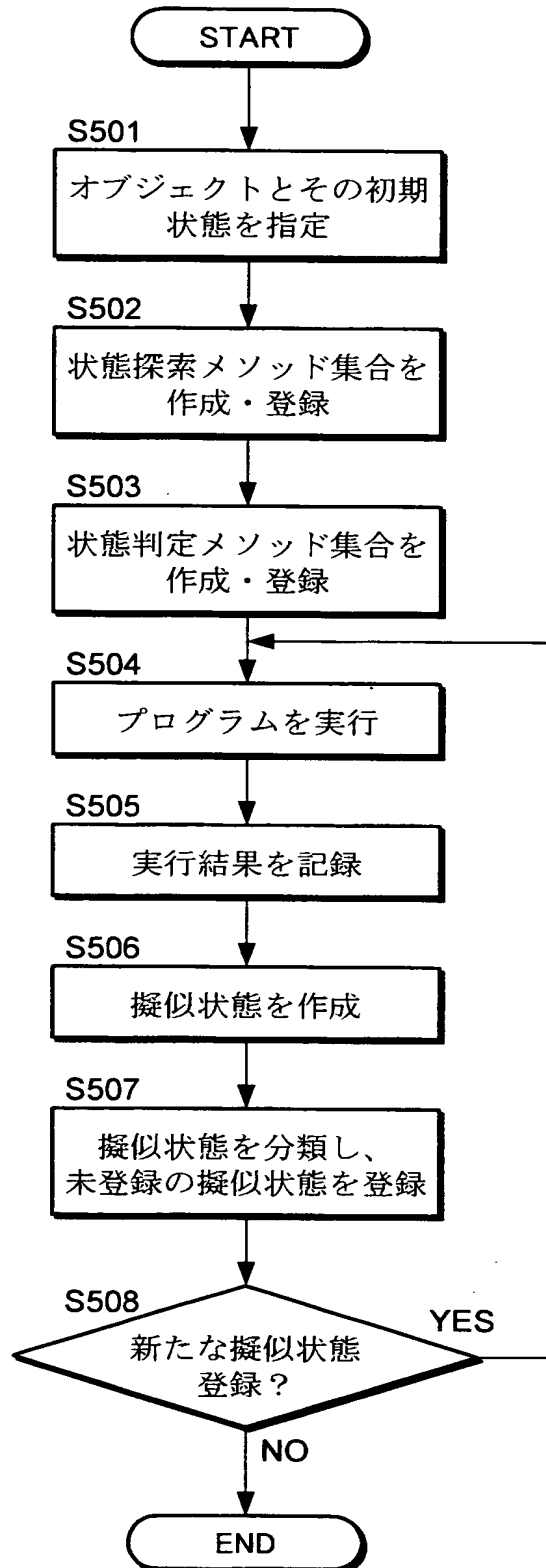 START
S501
オブジェクトとその初期
状態を指定
S502
状態探索メソッド集合を
作成・登録
S503
状態判定メソッド集合を
作成・登録
S504
プログラムを実行
S505
実行結果を記録
S506
擬似状態を作成
S507
擬似状態を分類し、
未登録の擬似状態を登録
S508
新たな擬似状態
登録？
YES
NO
END